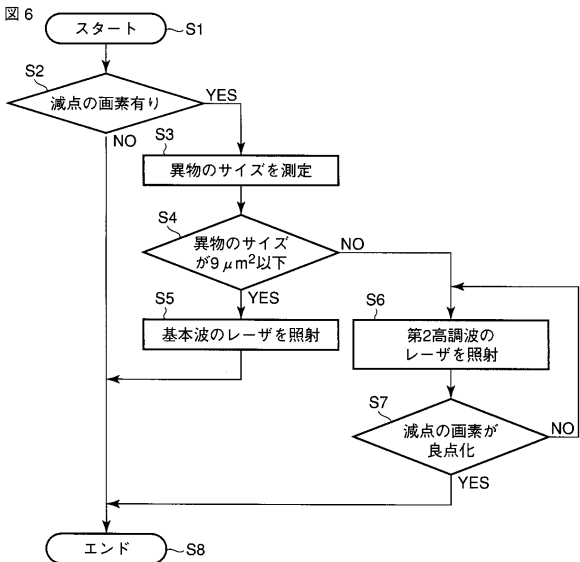 図 6
スタート
S1
S2
減点の画素有り
YES
NO
S3
異物のサイズを測定
S4
異物のサイズ
が9μm²以下
NO
YES
S5
基本波のレーザを照射
S6
第2高調波の
レーザを照射
S7
減点の画素が
良点化
NO
YES
エンド
S8